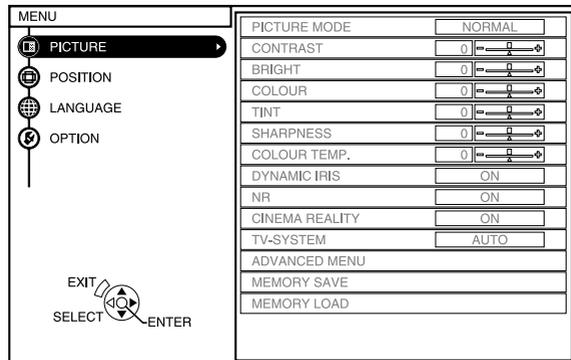 MENU
PICTURE
POSITION
LANGUAGE
OPTION
EXIT
SELECT
ENTER
PICTURE MODE NORMAL
CONTRAST 0
BRIGHT 0
COLOUR 0
TINT 0
SHARPNESS 0
COLOUR TEMP. 0
DYNAMIC IRIS ON
NR ON
CINEMA REALITY ON
TV-SYSTEM AUTO
ADVANCED MENU
MEMORY SAVE
MEMORY LOAD